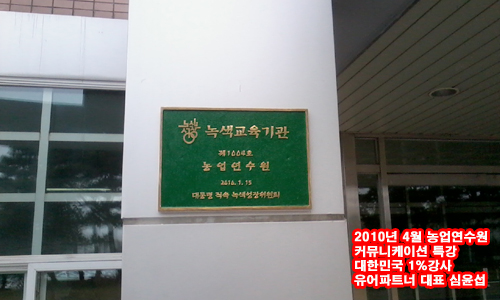 녹색교육기관
제1664호
농업연수원
2010. 1. 15
대통령 직속 녹색성장위원회
2010년 4월 농업연수원
커뮤니케이션 특강
대한민국 1%강사
유어파트너 대표 심윤섭